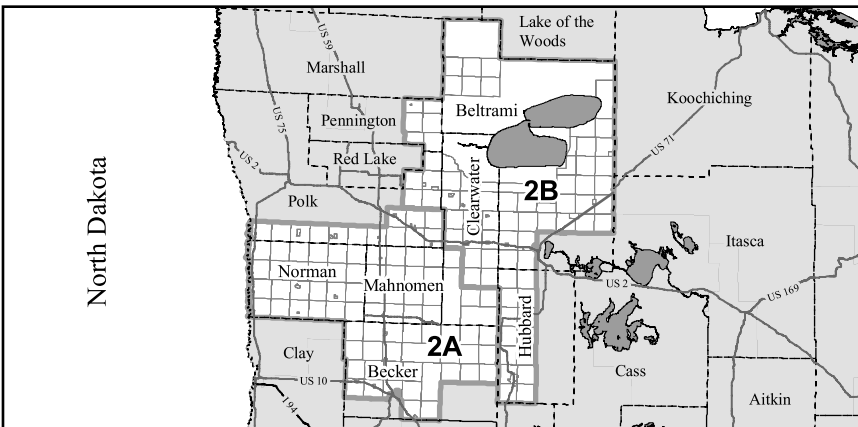 Lake of the
Woods
US 59
Marshall
Koochiching
Beltrami
US 75
Pennington
US 71
US 2
Red Lake
Clearwater
2B
Polk
North Dakota
Itasca
Norman
Mahnomen
US 2
US 169
Hubbard
Clay
2A
Becker
Cass
US 10
I 94
Aitkin